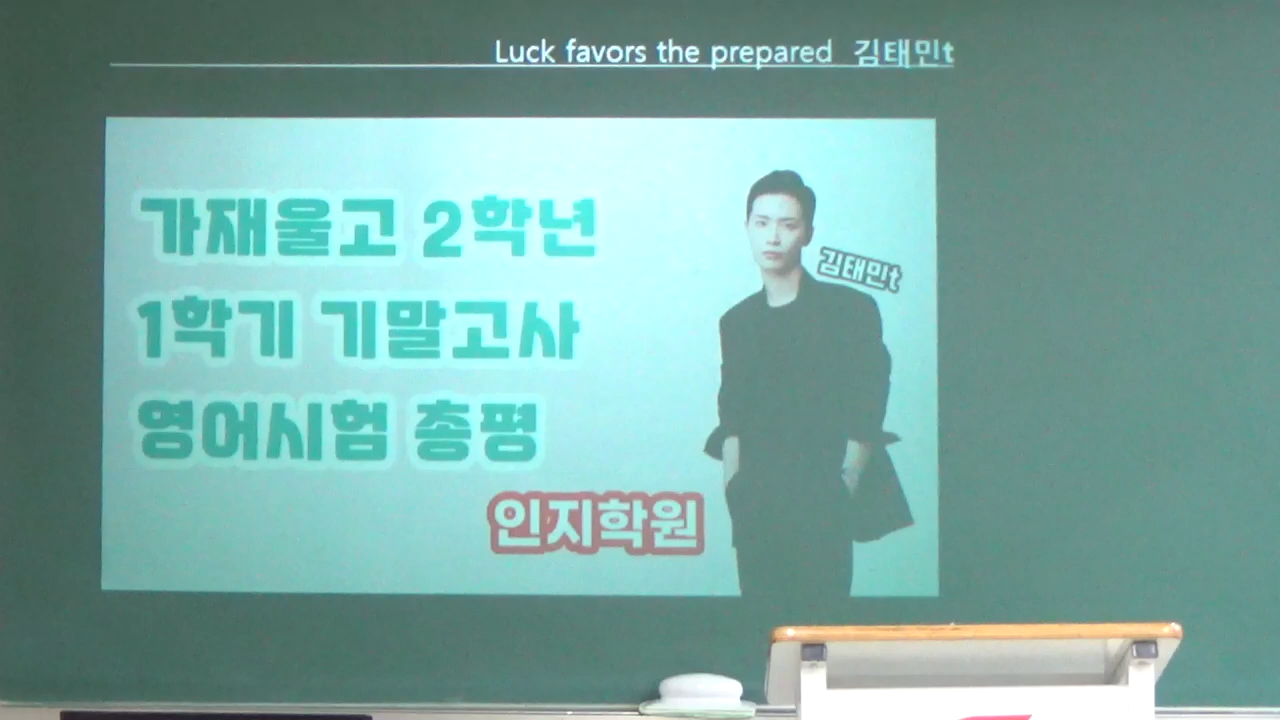 Luck favors the prepared 김태민t
가재울고 2학년
김태민t
1학기 기말고사
영어시험 총평
인지학원